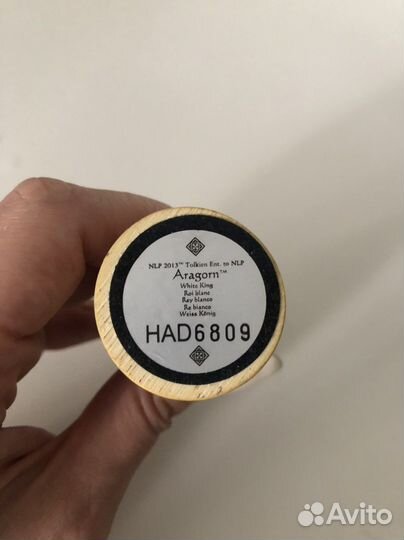 NLP 2013™ Tolkien Ent. to NLP
Aragorn™
White King
Roi blanc
Rey blanco
Re bianco
Weiss König
HAD6809
Avito